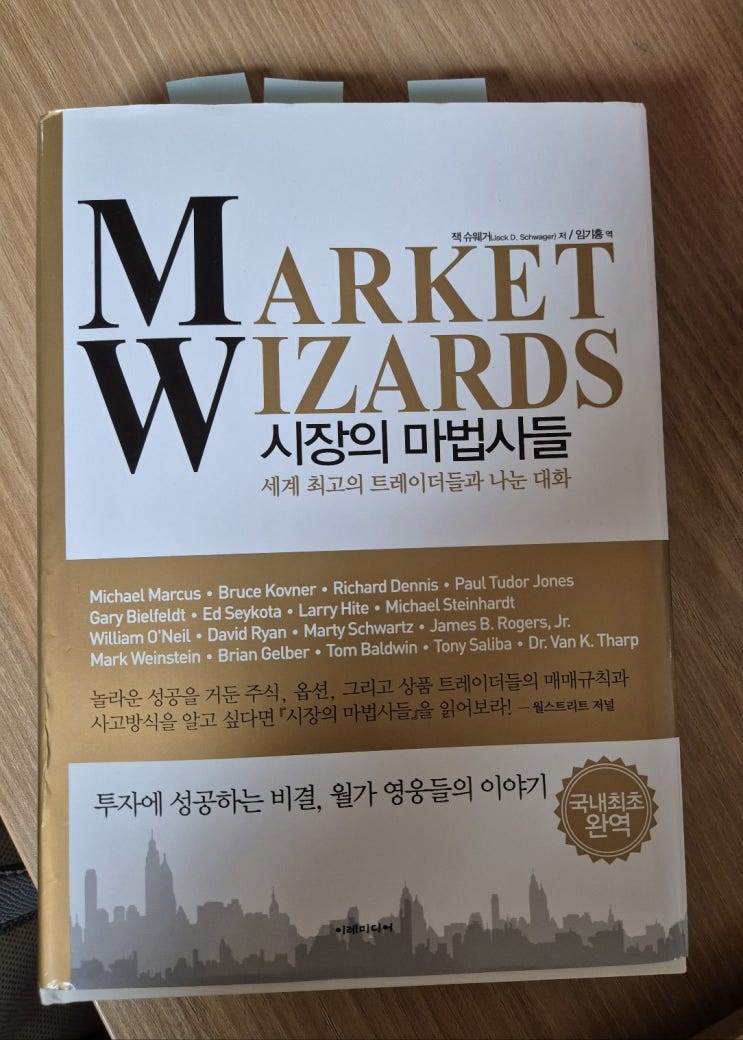 잭 슈웨거(Jack D. Schwager) 저 / 임기홍 역
MARKET
WIZARDS
시장의 마법사들
세계 최고의 트레이더들과 나눈 대화
Michael Marcus • Bruce Kovner • Richard Dennis • Paul Tudor Jones
Gary Bielfeldt • Ed Seykota • Larry Hite • Michael Steinhardt
William O'Neil • David Ryan • Marty Schwartz • James B. Rogers, Jr.
Mark Weinstein • Brian Gelber • Tom Baldwin • Tony Saliba • Dr. Van K. Tharp
놀라운 성공을 거둔 주식, 옵션, 그리고 상품 트레이더들의 매매규칙과
사고방식을 알고 싶다면 『시장의 마법사들』을 읽어보라! – 월스트리트 저널
투자에 성공하는 비결, 월가 영웅들의 이야기
국내최초
완역
이레미디어